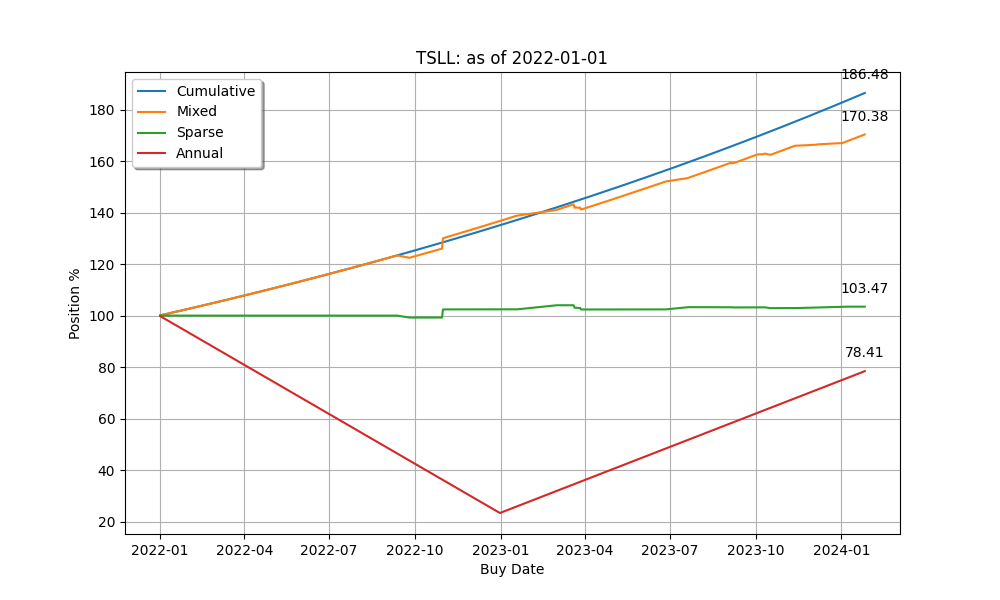 TSLL: as of 2022-01-01
186.48
170.38
103.47
78.41
Cumulative
Mixed
Sparse
Annual
Position %
180
160
140
120
100
80
60
40
20
2022-01 2022-04 2022-07 2022-10 2023-01 2023-04 2023-07 2023-10 2024-01
Buy Date